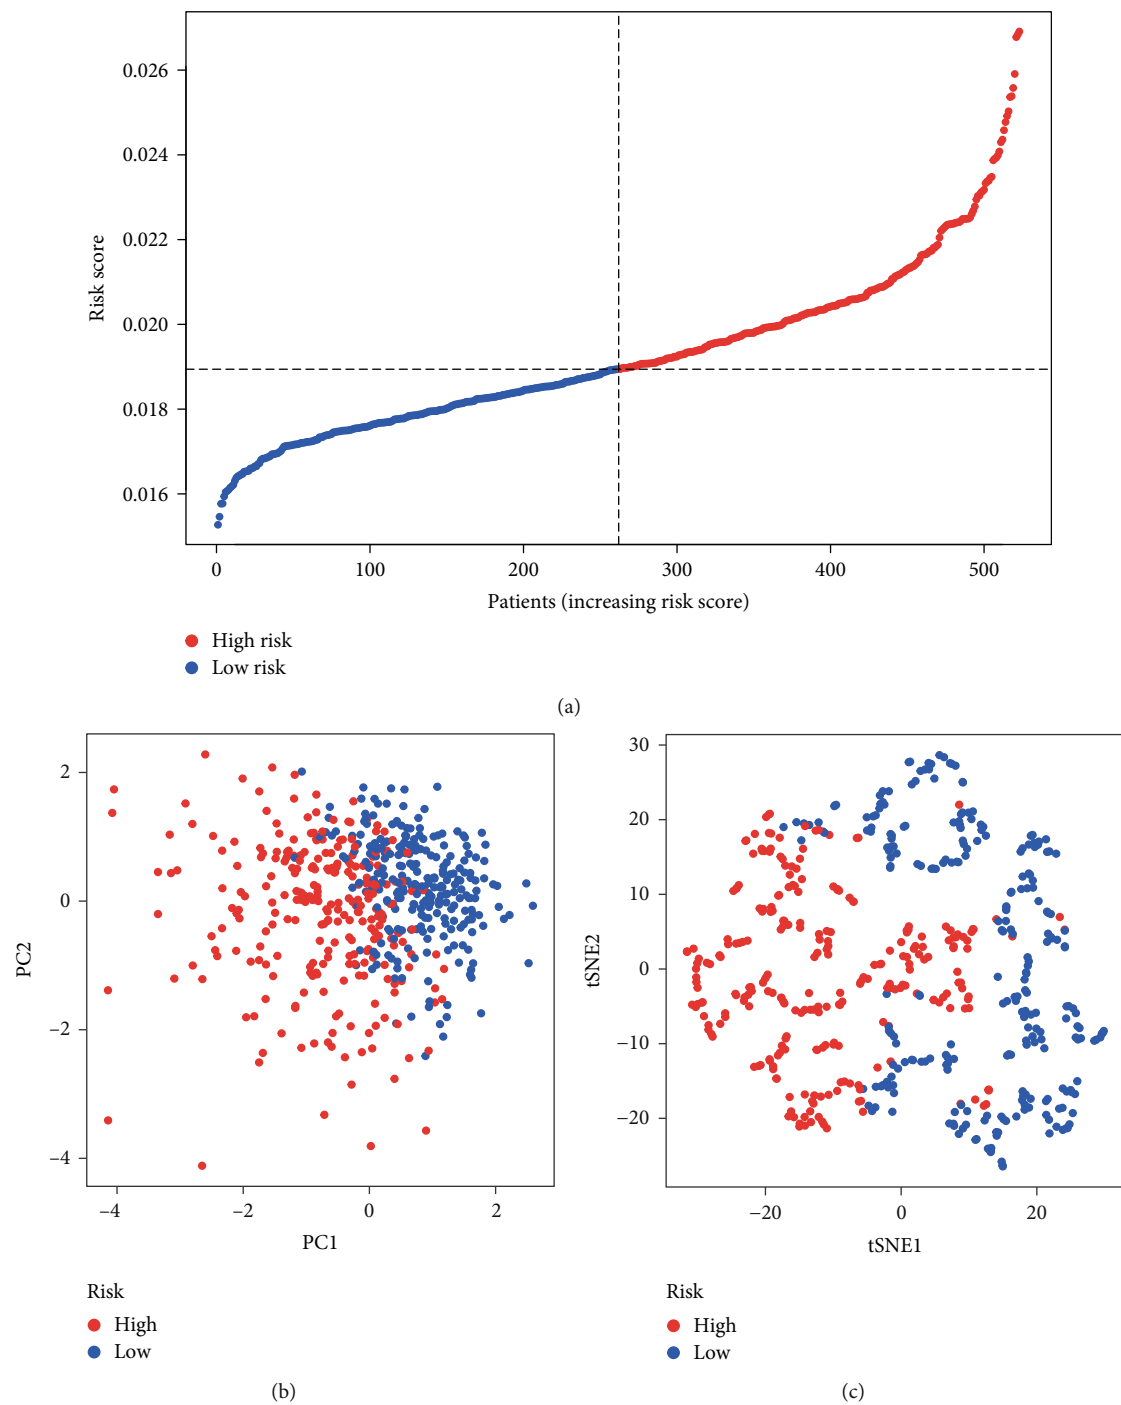 0.026
0.024
0.022
0.020
0.018
0.016
Risk score
0 100 200 300 400 500
Patients (increasing risk score)
High risk
Low risk
(a)
2
0
−2
−4
PC2
−4 −2 0 2
PC1
Risk
High
Low
(b)
30
20
10
0
−10
−20
tSNE2
−20 0 20
tSNE1
Risk
High
Low
(c)